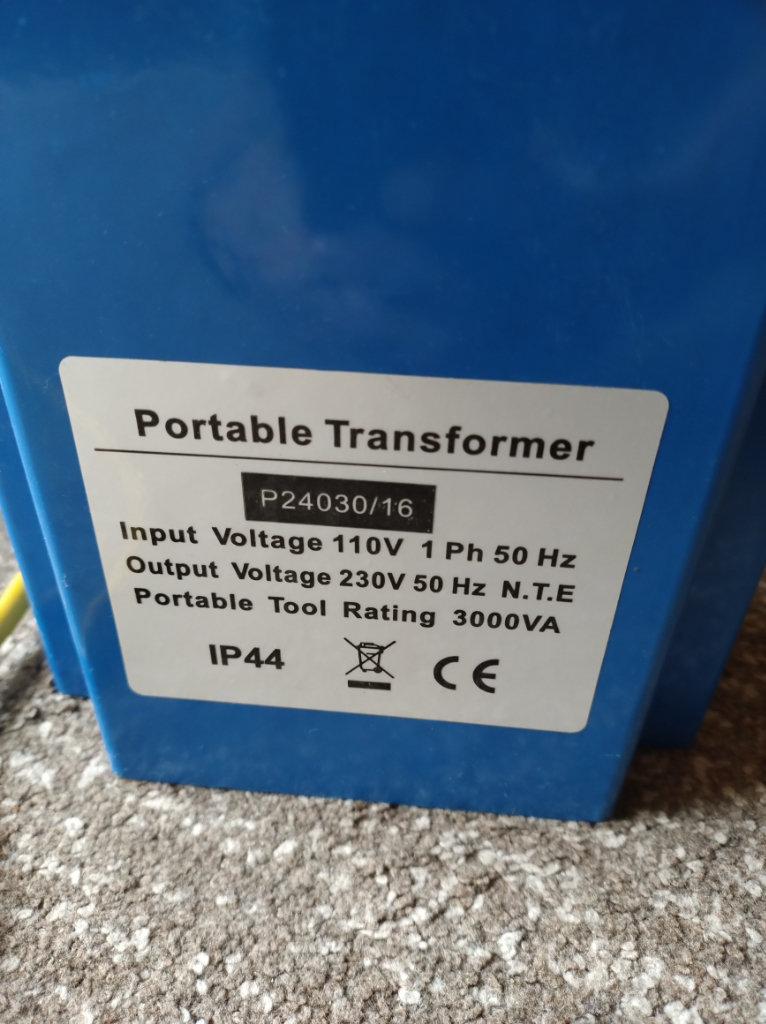 Portable Transformer
P24030/16
Input Voltage 110V 1 Ph 50 Hz
Output Voltage 230V 50 Hz N.T.E
Portable Tool Rating 3000VA
IP44 CE